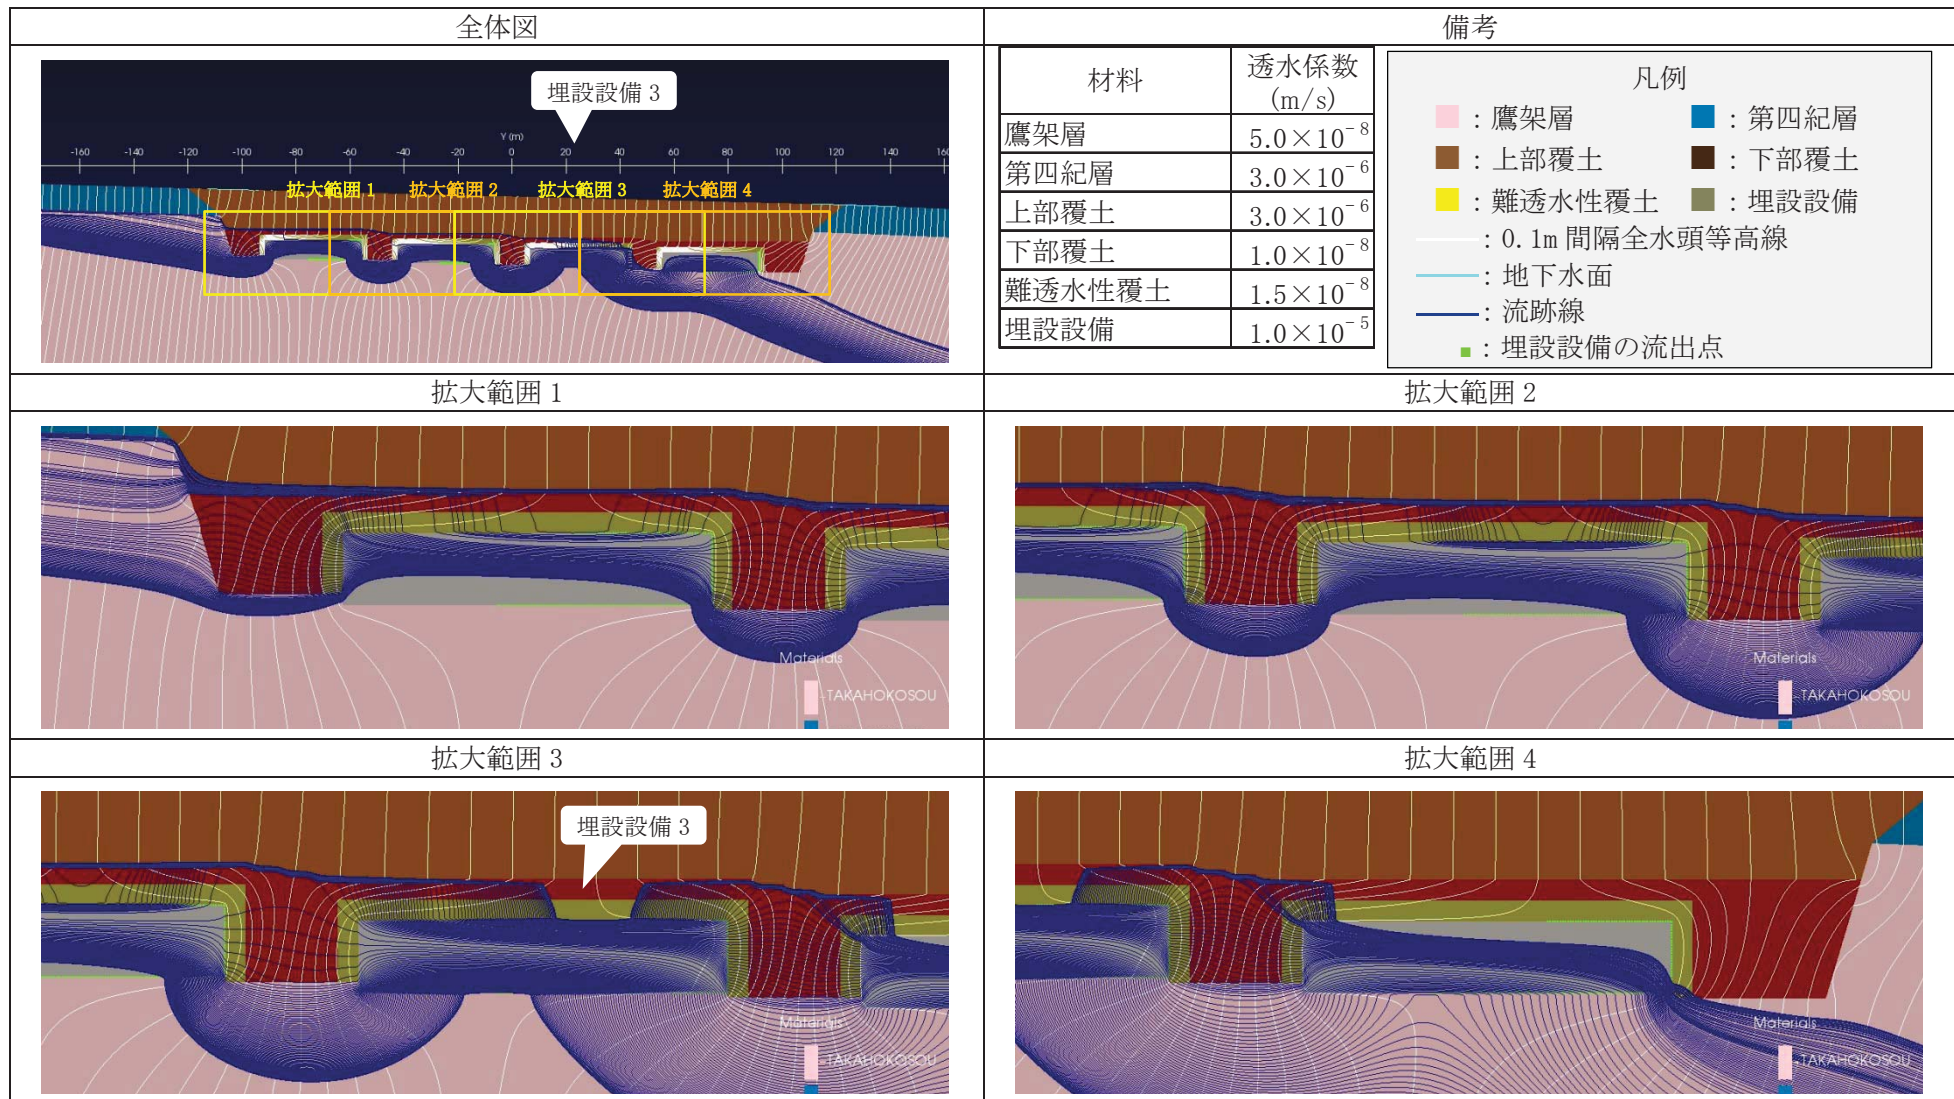 全体図
備考
埋設設備 3
Y (m)
-160 -140 -120 -100 -80 -60 -40 -20 0 20 40 60 80 100 120 140 160
拡大範囲 1 拡大範囲 2 拡大範囲 3 拡大範囲 4
材料 透水係数 (m/s)
鷹架層 5.0×10⁻⁸
第四紀層 3.0×10⁻⁶
上部覆土 3.0×10⁻⁶
下部覆土 1.0×10⁻⁸
難透水性覆土 1.5×10⁻⁸
埋設設備 1.0×10⁻⁵
凡例
：鷹架層 ：第四紀層
：上部覆土 ：下部覆土
：難透水性覆土 ：埋設設備
：0.1m 間隔全水頭等高線
：地下水面
：流跡線
：埋設設備の流出点
拡大範囲 1
拡大範囲 2
Materials
-TAKAHOKOSOU
Materials
-TAKAHOKOSOU
拡大範囲 3
拡大範囲 4
埋設設備 3
Materials
-TAKAHOKOSOU
Materials
-TAKAHOKOSOU